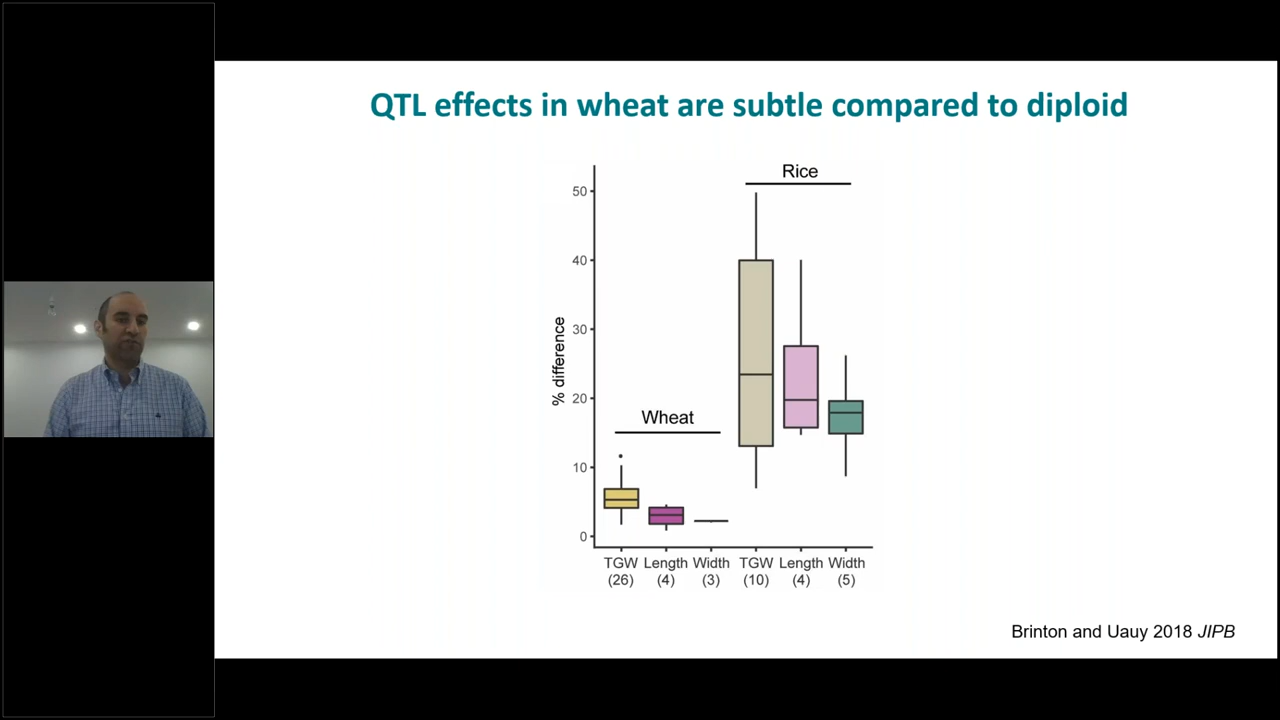 QTL effects in wheat are subtle compared to diploid
Rice
Wheat
% difference
50
40
30
20
10
0
TGW Length Width TGW Length Width
(26) (4) (3) (10) (4) (5)
Brinton and Uauy 2018 JIPB